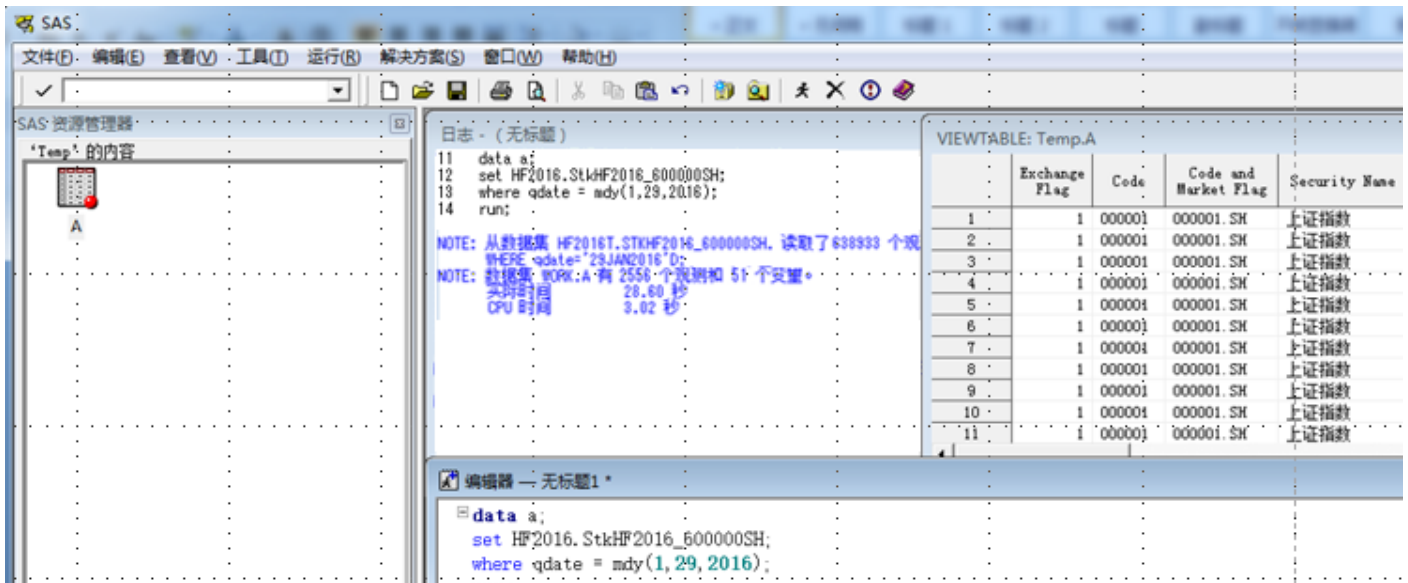 SAS
文件(F) 编辑(E) 查看(V) 工具(T) 运行(R) 解决方案(S) 窗口(W) 帮助(H)
SAS 资源管理器
‘Temp’ 的内容
A
日志 - （无标题）
11 data a;
12 set HF2016.StkHF2016_600000SH;
13 where qdate = mdy(1,29,2016);
14 run;
NOTE: 从数据集 HF2016T.STKHF2016_600000SH. 读取了 638933 个观
WHERE qdate='29JAN2016'D;
NOTE: 数据集 WORK.A 有 2556 个观测和 51 个变量。
实际时间 28.60 秒
CPU 时间 3.02 秒
VIEWTABLE: Temp.A
Exchange Flag Code Code and Market Flag Security Name
1 1 000001 000001.SH 上证指数
2 1 000001 000001.SH 上证指数
3 1 000001 000001.SH 上证指数
4 1 000001 000001.SH 上证指数
5 1 000001 000001.SH 上证指数
6 1 000001 000001.SH 上证指数
7 1 000001 000001.SH 上证指数
8 1 000001 000001.SH 上证指数
9 1 000001 000001.SH 上证指数
10 1 000001 000001.SH 上证指数
11 1 000001 000001.SH 上证指数
编辑器 — 无标题1 *
data a;
set HF2016.StkHF2016_600000SH;
where qdate = mdy(1,29,2016);